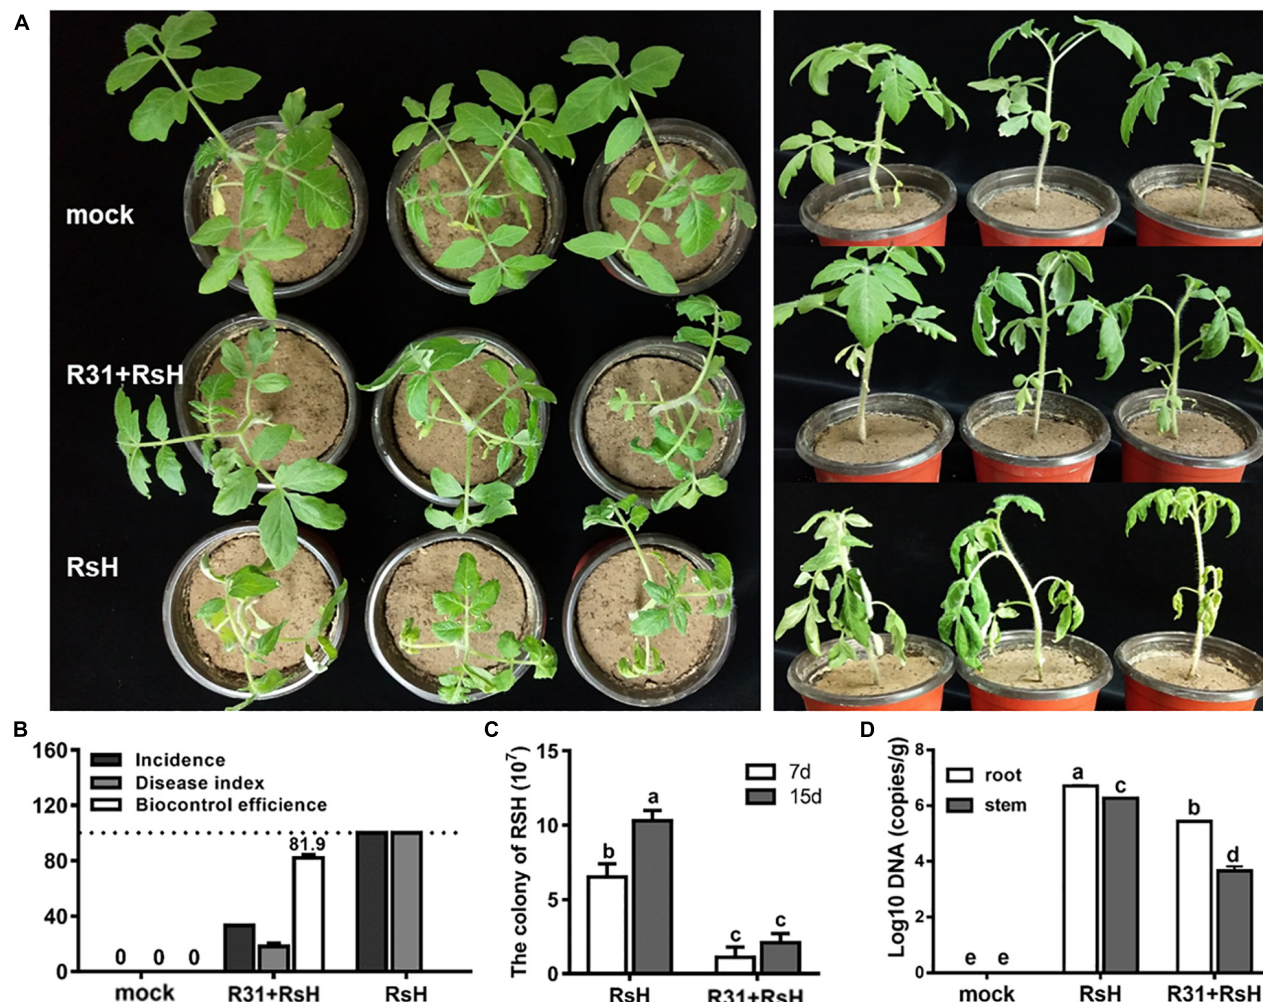 A
mock
R31+RsH
RsH
B
160
120
80
40
0
Incidence
Disease index
Biocontrol efficience
81.9
0 0 0
mock R31+RsH RsH
C
The colony of RSH (10⁷)
15
10
5
0
7d
15d
b
a
c
c
RsH R31+RsH
D
Log10 DNA (copies/g)
8
6
4
2
0
root
stem
e e
a
c
b
d
mock RsH R31+RsH